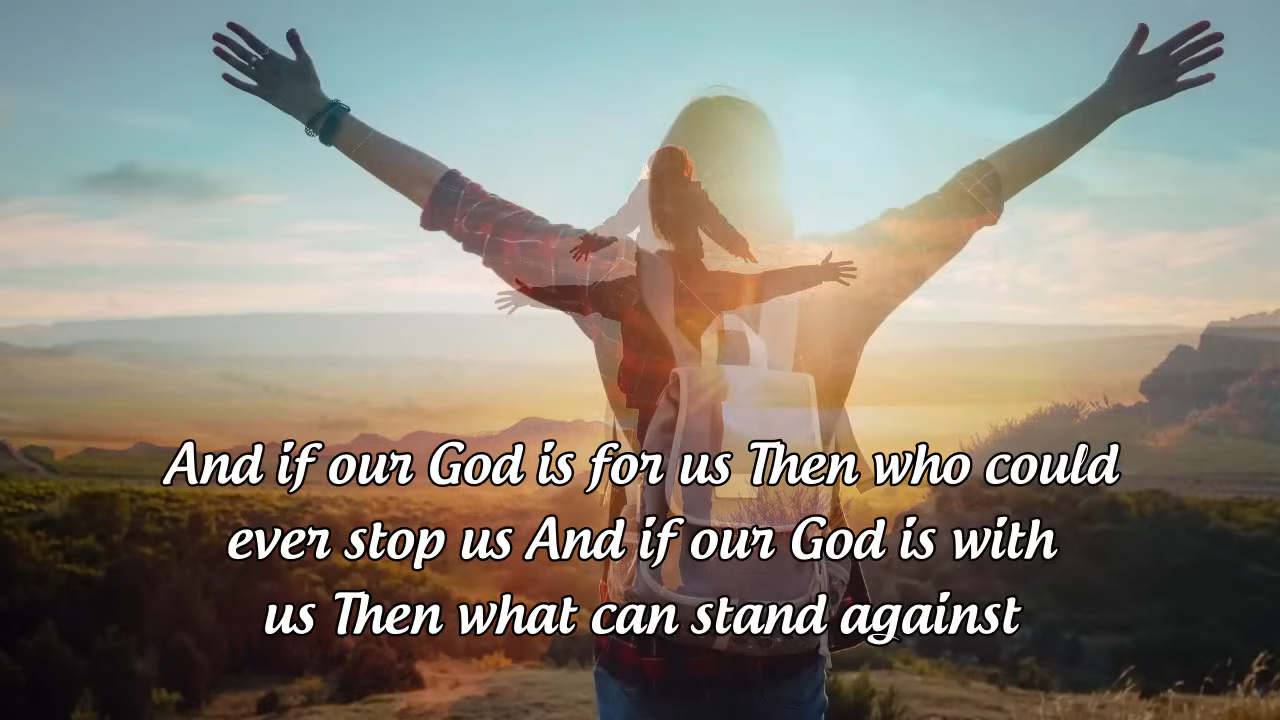 And if our God is for us Then who could
ever stop us And if our God is with
us Then what can stand against